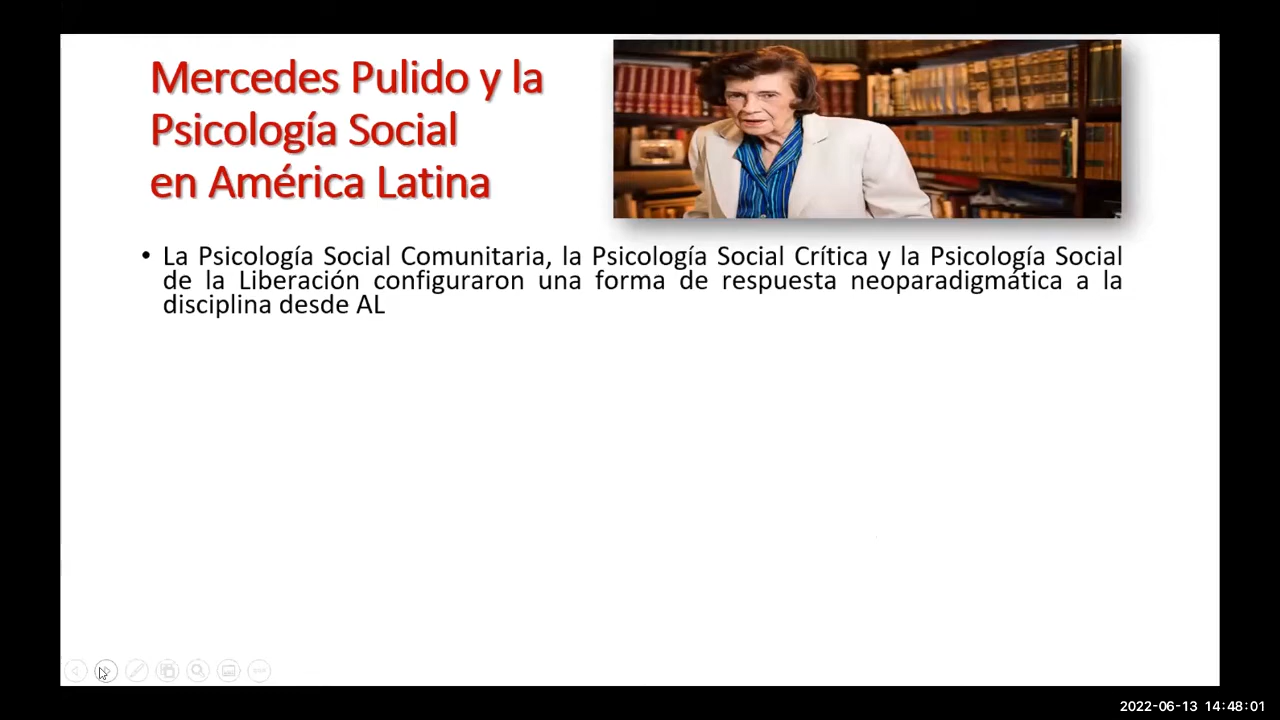 Mercedes Pulido y la
Psicología Social
en América Latina
• La Psicología Social Comunitaria, la Psicología Social Crítica y la Psicología Social
de la Liberación configuraron una forma de respuesta neoparadigmática a la
disciplina desde AL
2022-06-13 14:48:01